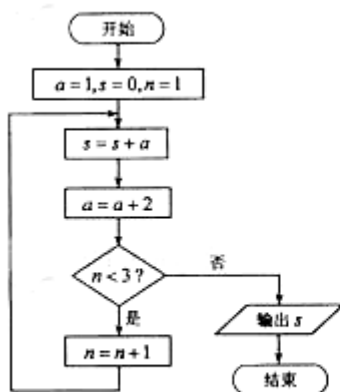 开始
a=1,s=0,n=1
s=s+a
a=a+2
n<3?
否
是
输出s
n=n+1
结束